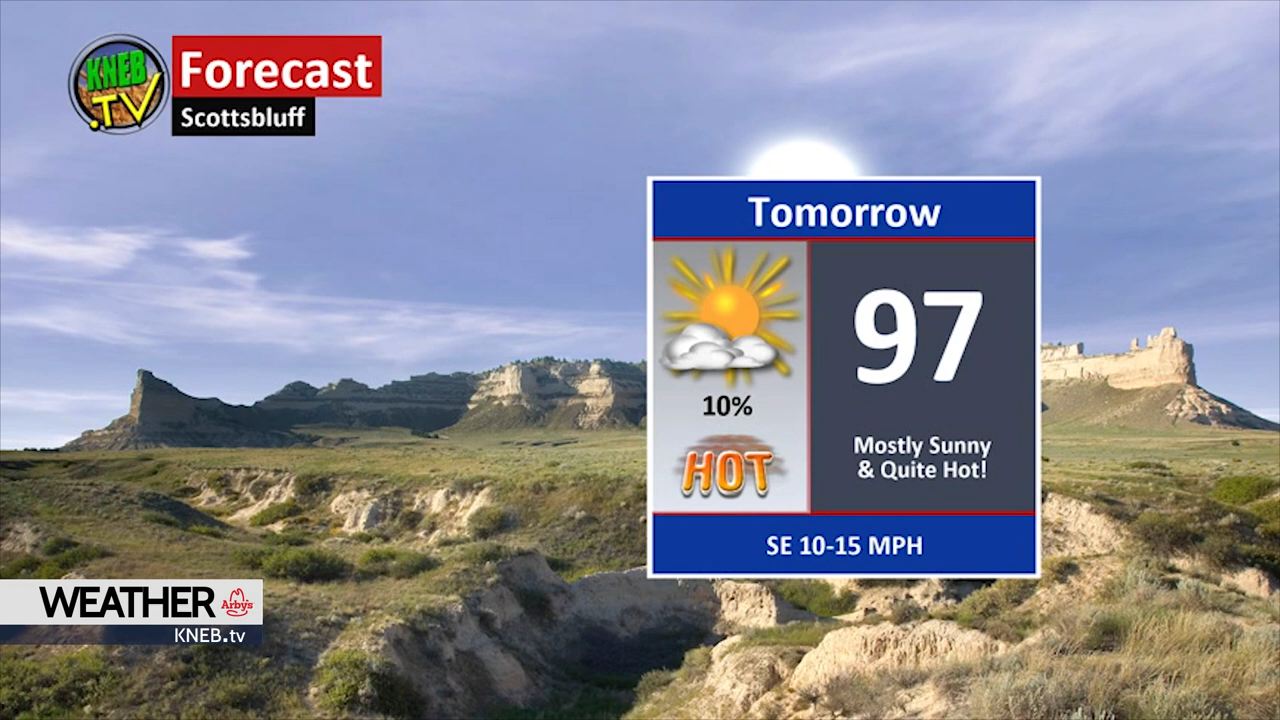 KNEB
.TV
Forecast
Scottsbluff
Tomorrow
97
10%
HOT
Mostly Sunny
& Quite Hot!
SE 10-15 MPH
WEATHER
Arby's
KNEB.tv